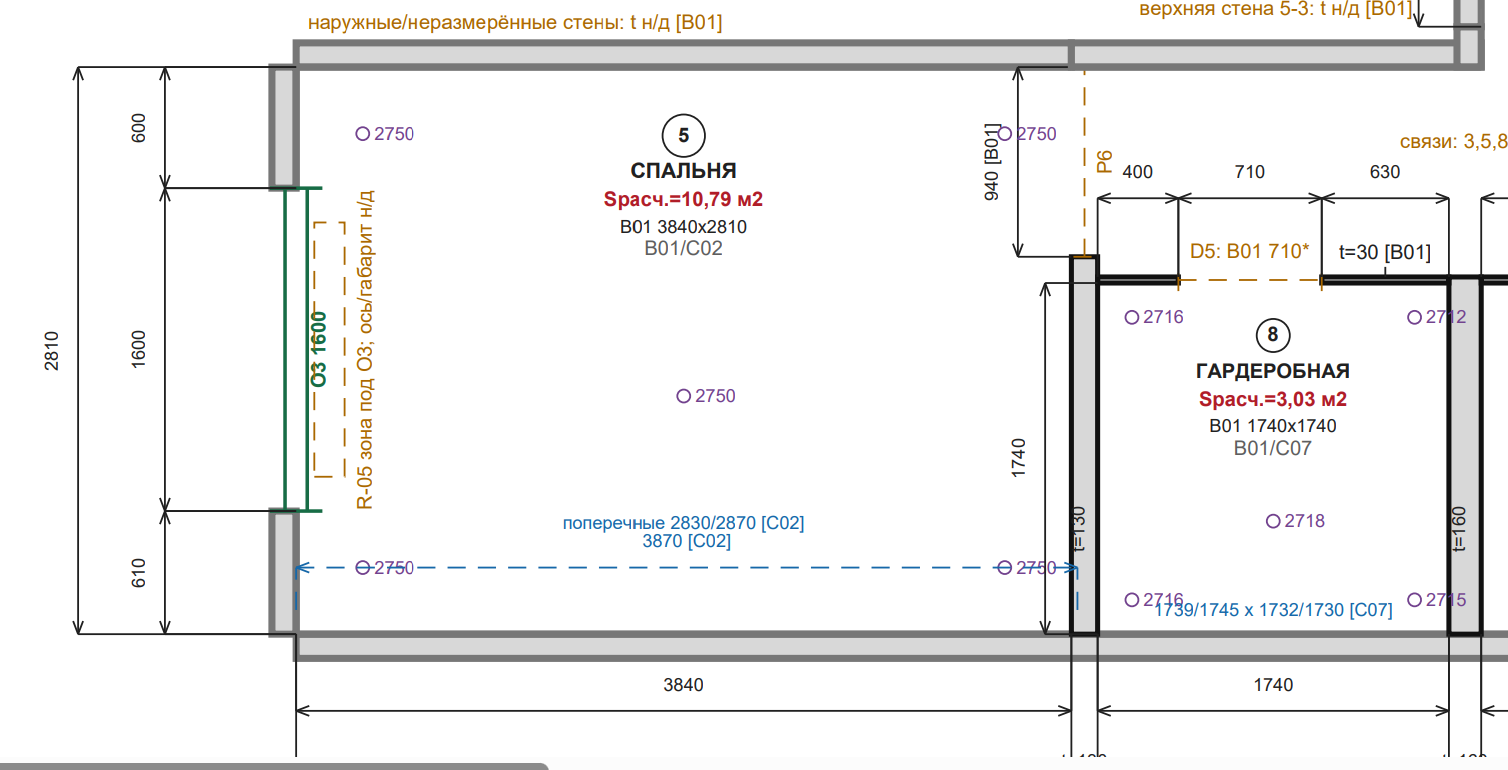 наружные/неразмерённые стены: t н/д [B01]
верхняя стена 5-3: t н/д [B01]
600
1600
610
2810
О3 1600
R-05 зона под О3; ось/габарит н/д
2750
5
СПАЛЬНЯ
Sрасч.=10,79 м2
B01 3840x2810
B01/C02
2750
940 [B01]
P6
связи: 3,5,8
400
710
630
D5: B01 710*
t=30 [B01]
2716
8
2712
ГАРДЕРОБНАЯ
Sрасч.=3,03 м2
B01 1740x1740
B01/C07
2750
1740
поперечные 2830/2870 [C02]
3870 [C02]
2750
2750
t=130
2718
t=160
2716
2715
1739/1745 x 1732/1730 [C07]
3840
1740